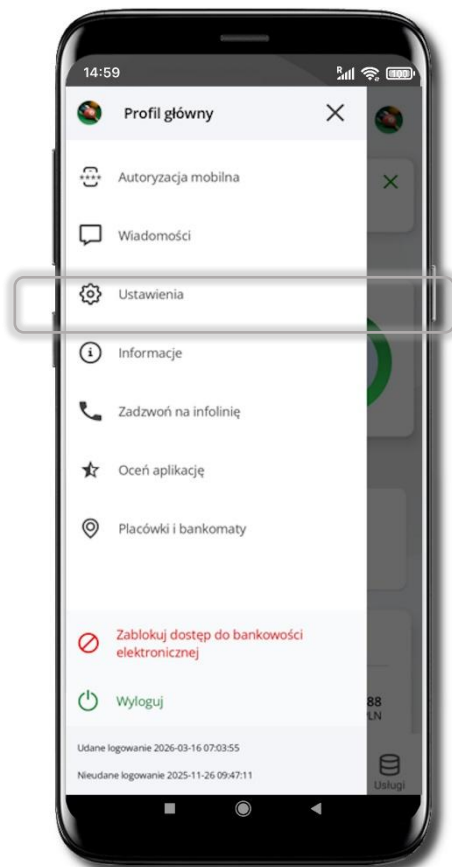 14:59
Profil główny
Autoryzacja mobilna
Wiadomości
Ustawienia
Informacje
Zadzwoń na infolinię
Oceń aplikację
Placówki i bankomaty
Zablokuj dostęp do bankowości
elektronicznej
Wyloguj
88
PLN
Udane logowanie 2026-03-16 07:03:55
Nieudane logowanie 2025-11-26 09:47:11
Usługi